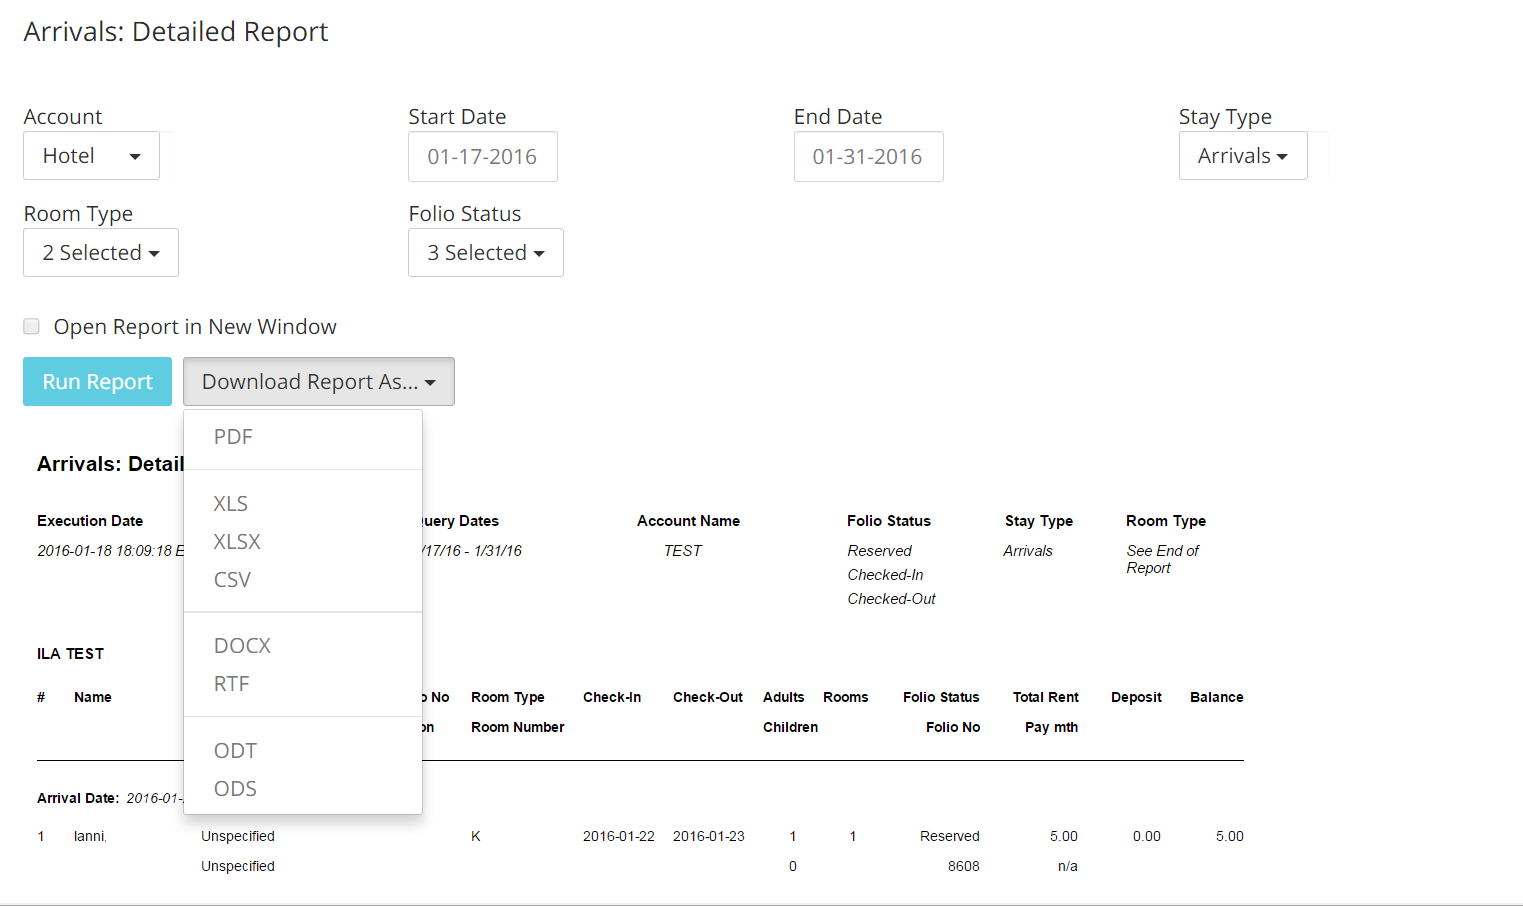 Arrivals: Detailed Report
Account Start Date End Date Stay Type
Hotel 01-17-2016 01-31-2016 Arrivals
Room Type Folio Status
2 Selected 3 Selected
Open Report in New Window
Run Report Download Report As...
PDF
Arrivals:
XLS
Execution Date Query Dates Account Name Folio Status Stay Type Room Type
XLSX
2016-01-18 18:09:18 /17/16 - 1/31/16 TEST Reserved Arrivals See End of
Report
CSV
Checked-In
Checked-Out
DOCX
ILA TEST
RTF
# Name No Room Type Check-In Check-Out Adults Rooms Folio Status Total Rent Deposit Balance
Room Number Children Folio No Pay mth
ODT
ODS
Arrival Date: 2016-01-
1 Ianni, Unspecified K 2016-01-22 2016-01-23 1 1 Reserved 5.00 0.00 5.00
Unspecified 0 8608 n/a